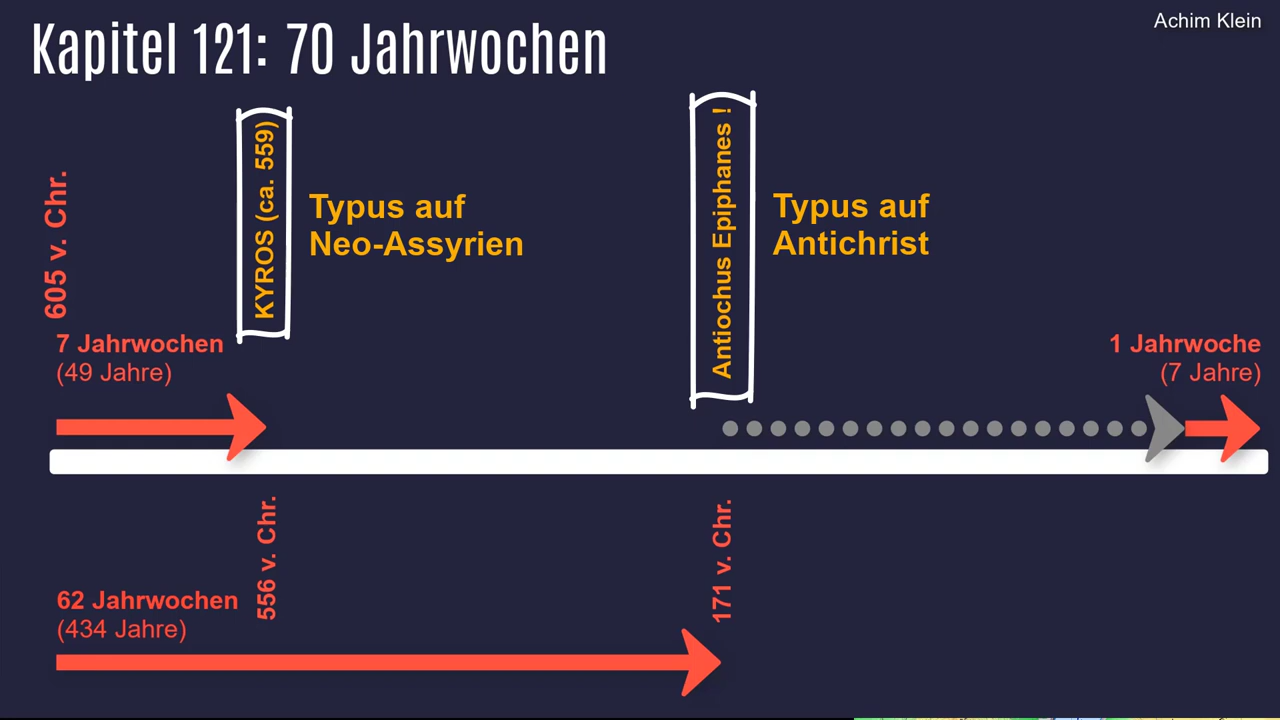 Kapitel 121: 70 Jahrwochen
Achim Klein
605 v. Chr.
KYROS (ca. 559)
Typus auf
Neo-Assyrien
Antiochus Epiphanes !
Typus auf
Antichrist
7 Jahrwochen
(49 Jahre)
1 Jahrwoche
(7 Jahre)
556 v. Chr.
171 v. Chr.
62 Jahrwochen
(434 Jahre)